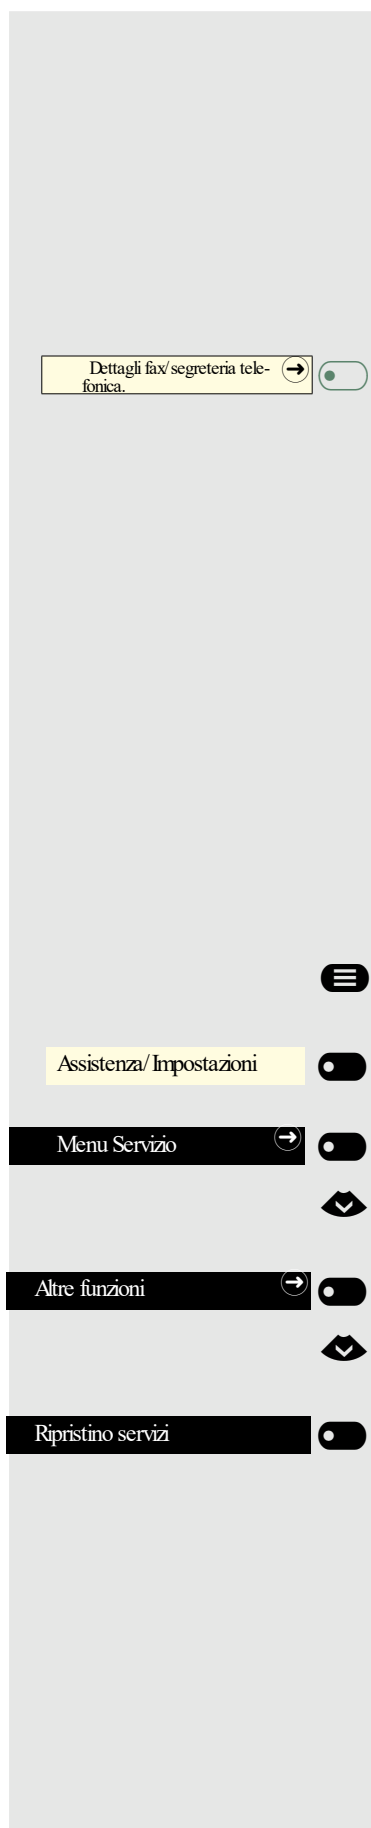 Dettagli fax/segreteria tele-
fonica.
Assistenza/Impostazioni
Menu Servizio
Altre funzioni
Ripristino servizi